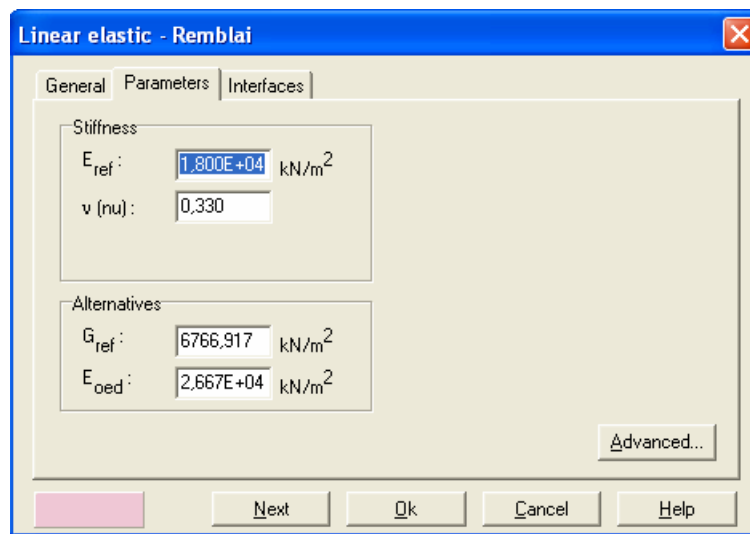 Linear elastic - Remblai
General Parameters Interfaces
Stiffness
E_ref : 1,800E+04 kN/m²
ν (nu) : 0,330
Alternatives
G_ref : 6766,917 kN/m²
E_oed : 2,667E+04 kN/m²
Advanced...
Next Ok Cancel Help